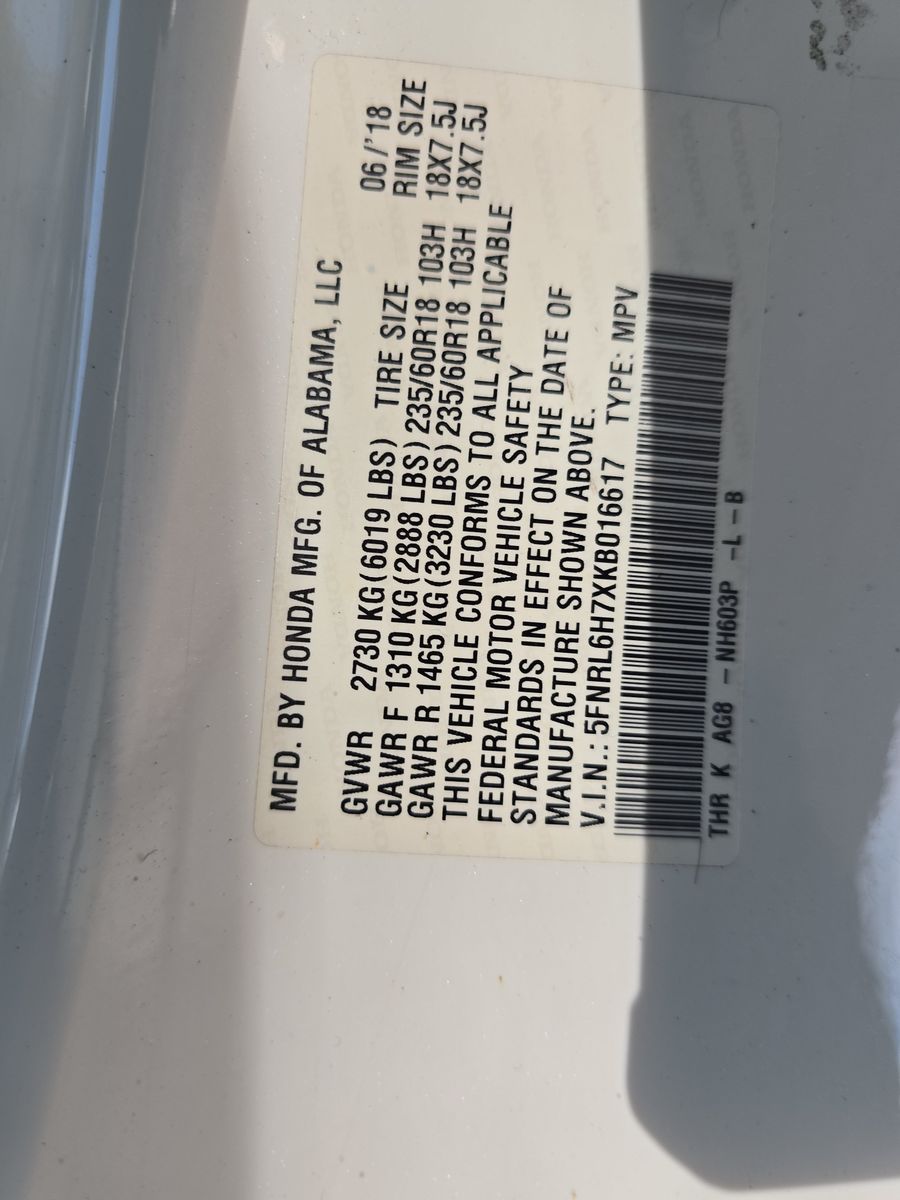 MFD. BY HONDA MFG. OF ALABAMA, LLC
06/'18
GVWR 2730 KG(6019 LBS) TIRE SIZE RIM SIZE
GAWR F 1310 KG(2888 LBS) 235/60R18 103H 18X7.5J
GAWR R 1465 KG(3230 LBS) 235/60R18 103H 18X7.5J
THIS VEHICLE CONFORMS TO ALL APPLICABLE
FEDERAL MOTOR VEHICLE SAFETY
STANDARDS IN EFFECT ON THE DATE OF
MANUFACTURE SHOWN ABOVE.
V.I.N.: 5FNRL6H7XKB016617 TYPE: MPV
THR K AG8 - NH603P -L-B